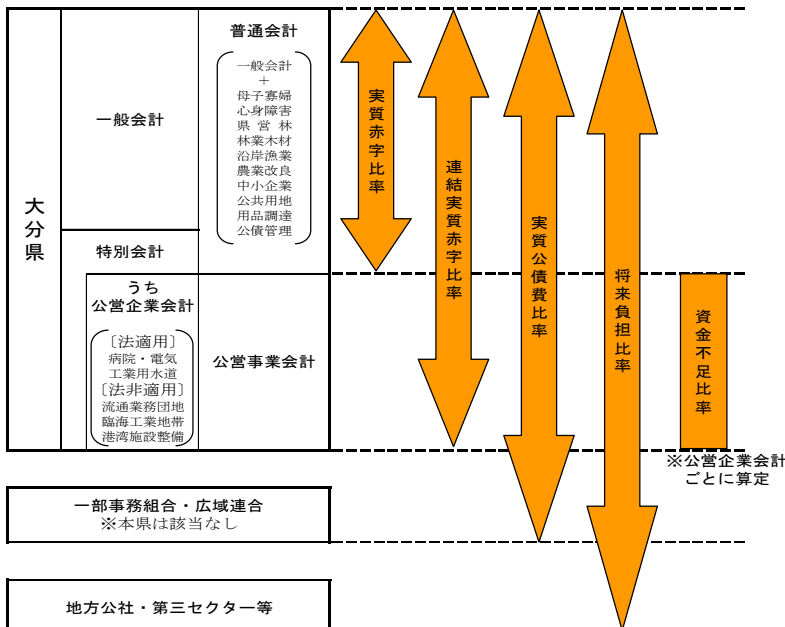 大分県
一般会計
特別会計
うち
公営企業会計
〔法適用〕
病院・電気
工業用水道
〔法非適用〕
流通業務団地
臨海工業地帯
港湾施設整備
普通会計
一般会計
＋
母子寡婦
心身障害
県営林
林業木材
沿岸漁業
農業改良
中小企業
公共用地
用品調達
公債管理
公営事業会計
実質赤字比率
連結実質赤字比率
実質公債費比率
将来負担比率
資金不足比率
※公営企業会計
ごとに算定
一部事務組合・広域連合
※本県は該当なし
地方公社・第三セクター等